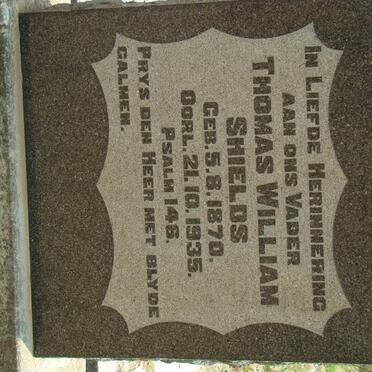 IN LIEFDE HERINNERING
AAN ONS VADER
THOMAS WILLIAM
SHIELDS
GEB. 5. 8. 1870.
OORL. 21. 10. 1935.
PSALM 146.
PRYS DEN HEER MET BLYDE
GALMEN.